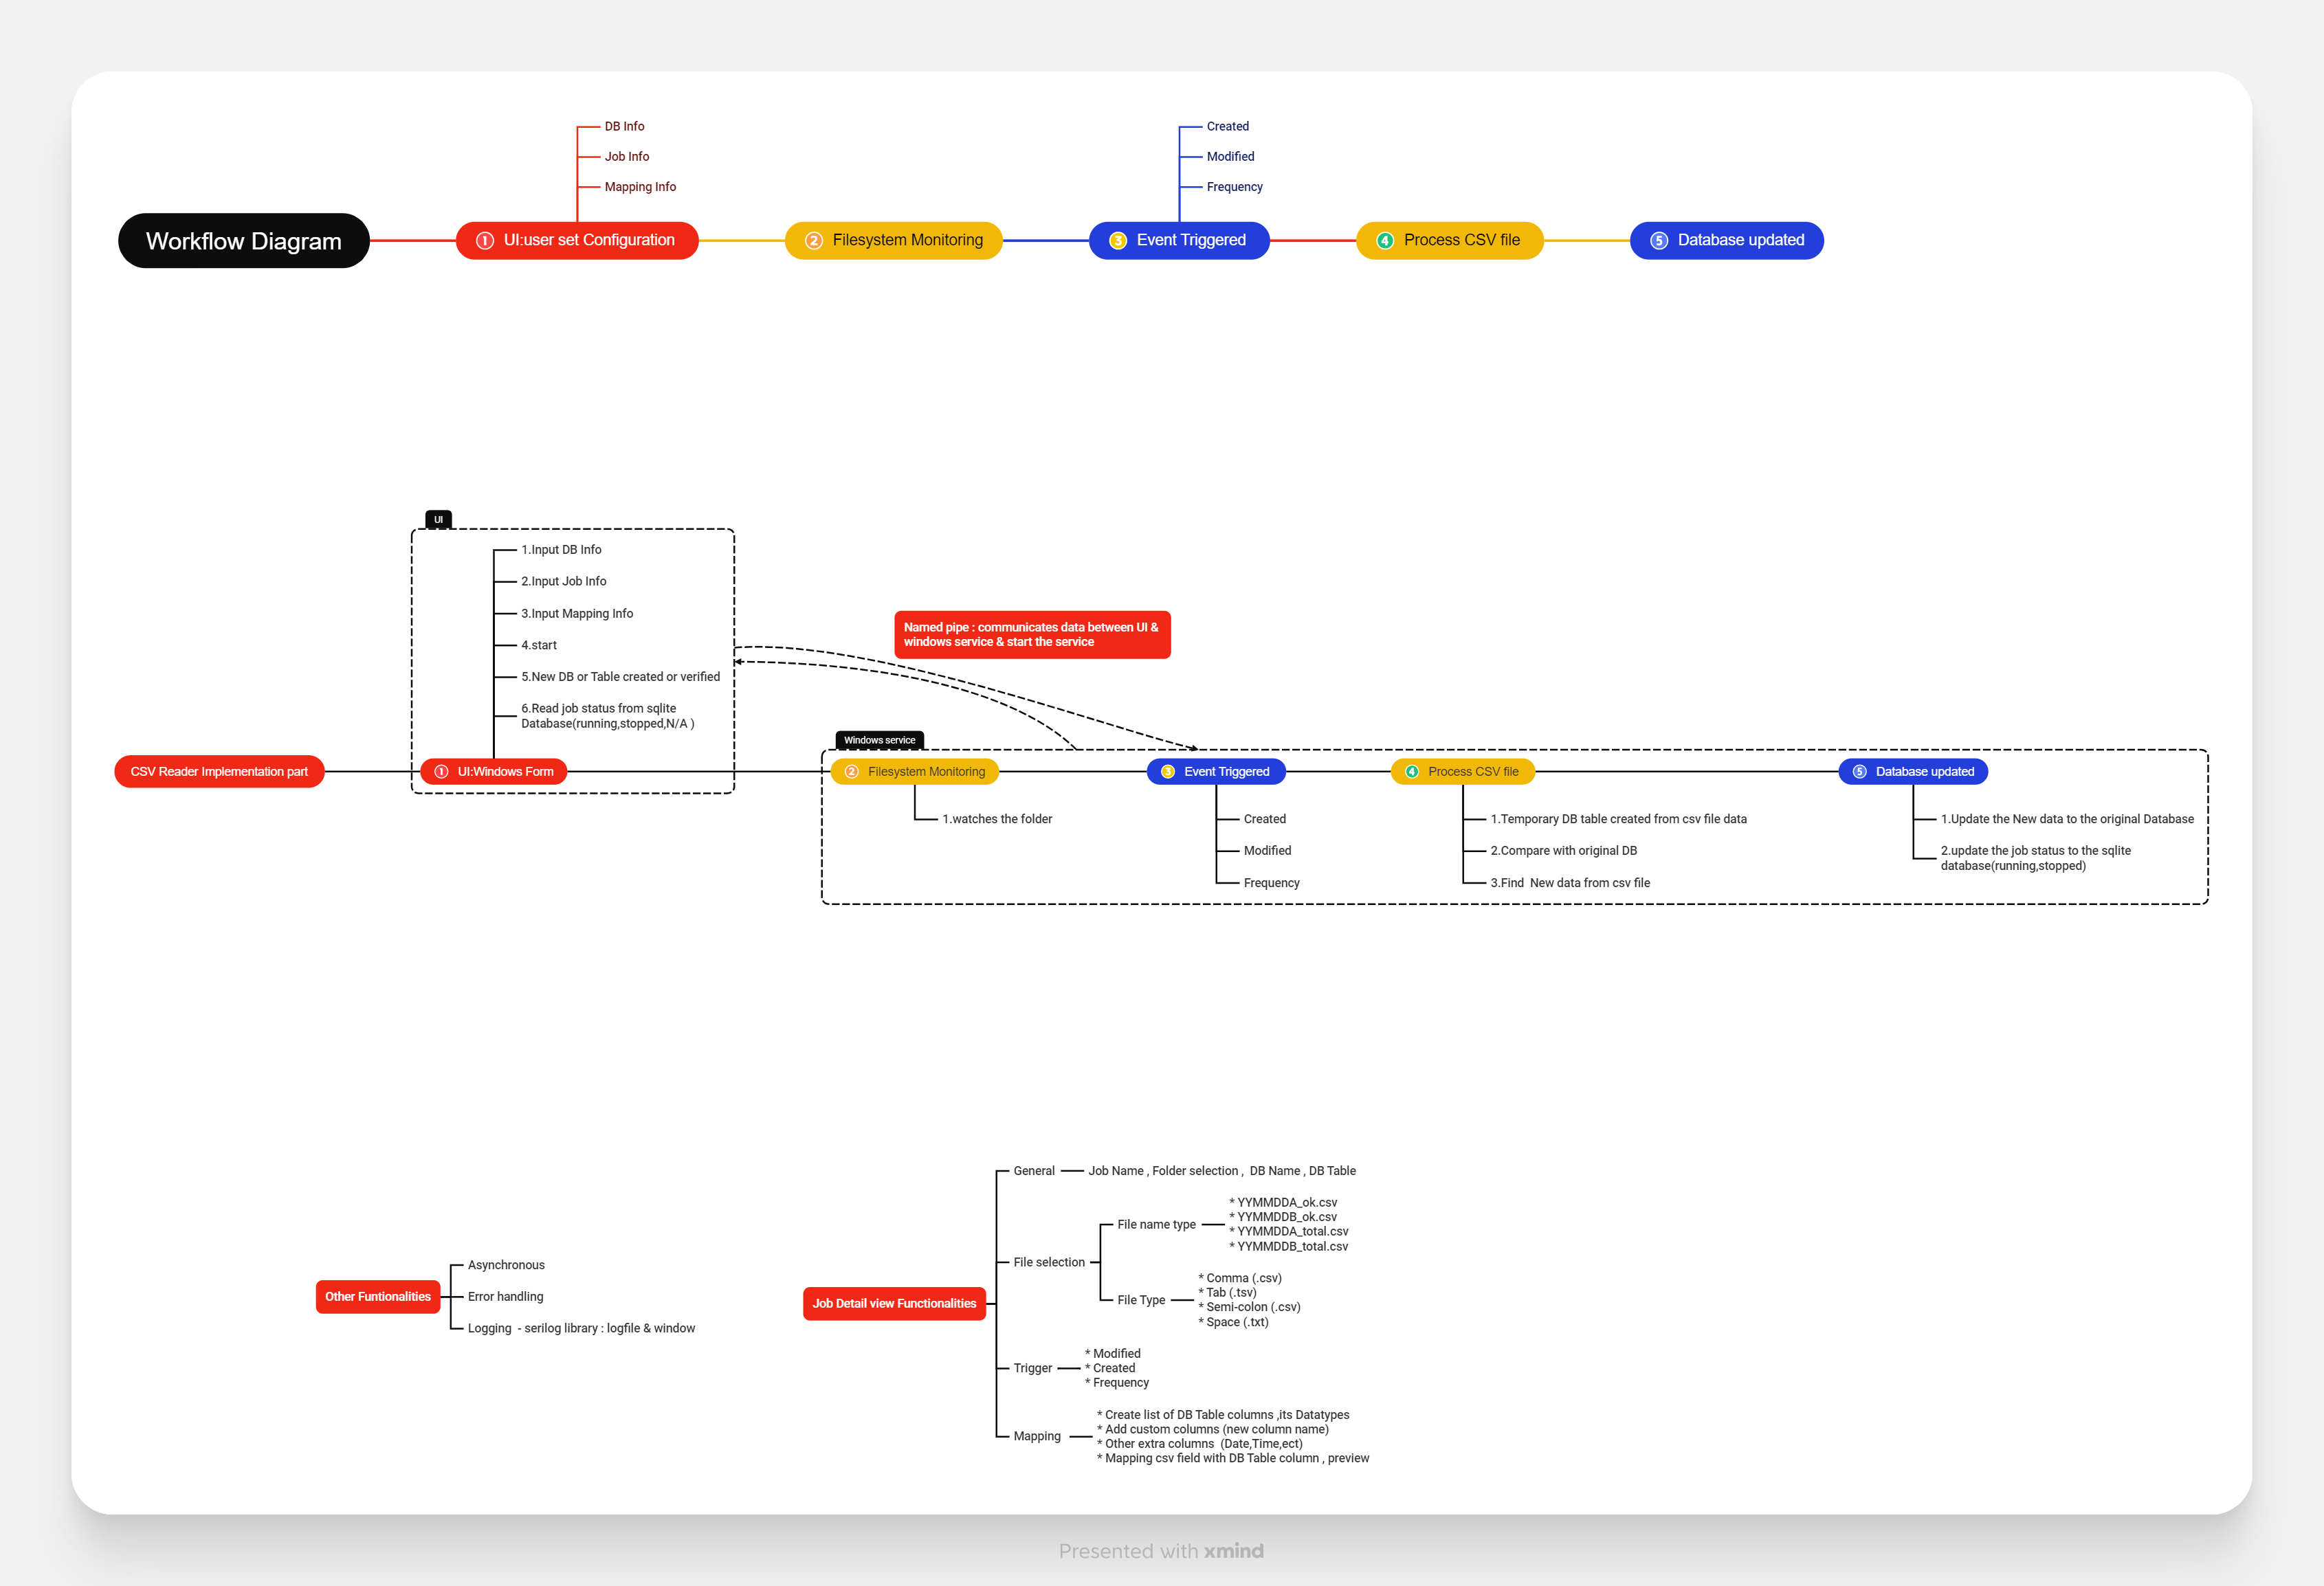 DB Info
Job Info
Mapping Info
Created
Modified
Frequency
Workflow Diagram
1 UI:user set Configuration
2 Filesystem Monitoring
3 Event Triggered
4 Process CSV file
5 Database updated
UI
1.Input DB Info
2.Input Job Info
3.Input Mapping Info
4.start
5.New DB or Table created or verified
6.Read job status from sqlite
Database(running,stopped,N/A )
Named pipe : communicates data between UI &
windows service & start the service
Windows service
CSV Reader Implementation part
1 UI:Windows Form
2 Filesystem Monitoring
3 Event Triggered
4 Process CSV file
5 Database updated
1.watches the folder
Created
Modified
Frequency
1.Temporary DB table created from csv file data
2.Compare with original DB
3.Find  New data from csv file
1.Update the New data to the original Database
2.update the job status to the sqlite
database(running,stopped)
Other Funtionalities
Asynchronous
Error handling
Logging  - serilog library : logfile & window
Job Detail view Functionalities
General
Job Name , Folder selection ,  DB Name , DB Table
File selection
File name type
* YYMMDDA_ok.csv
* YYMMDDB_ok.csv
* YYMMDDA_total.csv
* YYMMDDB_total.csv
File Type
* Comma (.csv)
* Tab (.tsv)
* Semi-colon (.csv)
* Space (.txt)
Trigger
* Modified
* Created
* Frequency
Mapping
* Create list of DB Table columns ,its Datatypes
* Add custom columns (new column name)
* Other extra columns  (Date,Time,ect)
* Mapping csv field with DB Table column , preview
Presented with xmind